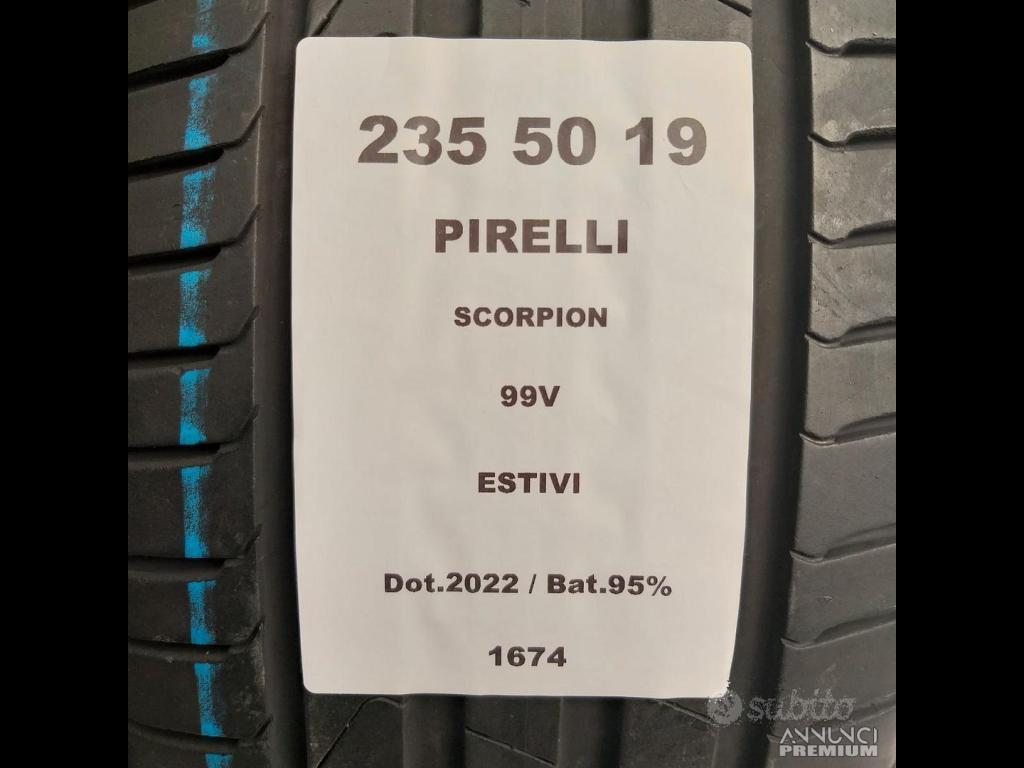 235 50 19
PIRELLI
SCORPION
99V
ESTIVI
Dot.2022 / Bat.95%
1674
subito
ANNUNCI
PREMIUM